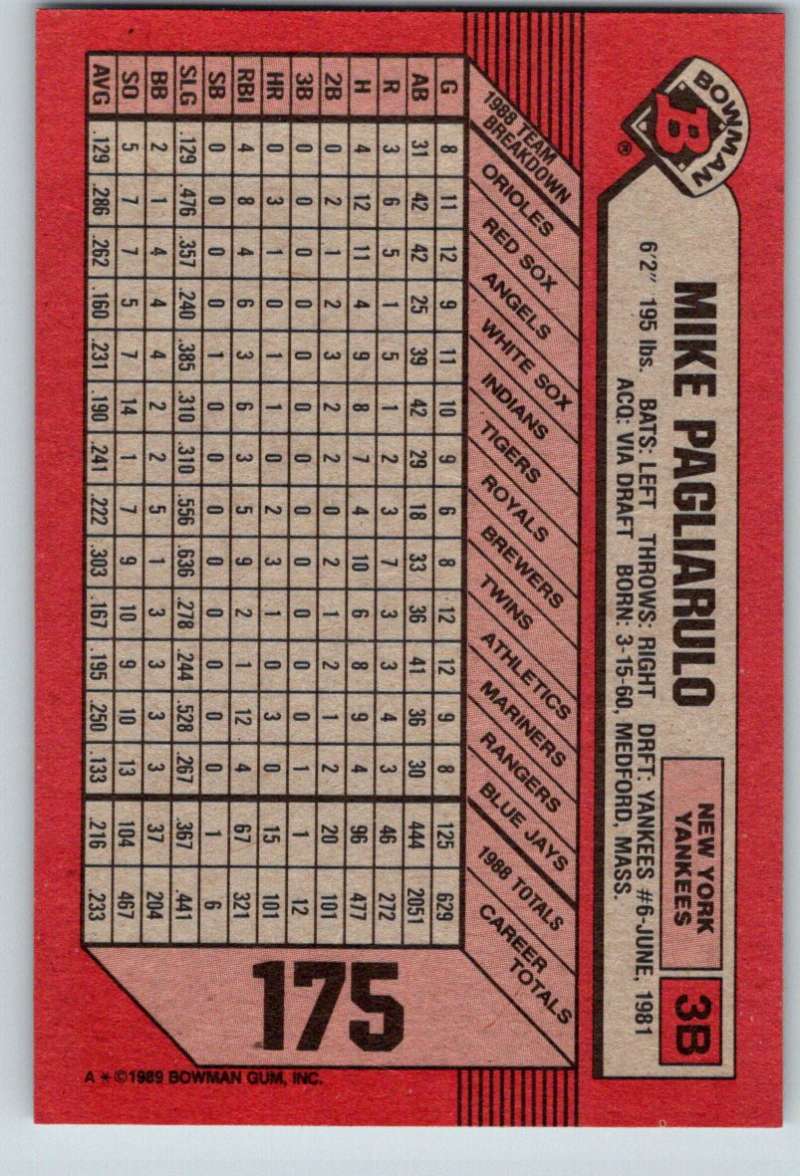 BOWMAN
B
®
MIKE PAGLIARULO
NEW YORK
YANKEES
3B
6'2" 195 lbs. BATS: LEFT THROWS: RIGHT DRFT: YANKEES #6-JUNE, 1981
ACQ: VIA DRAFT BORN: 3-15-60, MEDFORD, MASS.
1988 TEAM
BREAKDOWN
ORIOLES
RED SOX
ANGELS
WHITE SOX
INDIANS
TIGERS
ROYALS
BREWERS
TWINS
ATHLETICS
MARINERS
RANGERS
BLUE JAYS
1988 TOTALS
CAREER
TOTALS
G 8 11 12 9 11 10 9 6 8 12 12 9 8 125 629
AB 31 42 42 25 39 42 29 18 33 36 41 36 30 444 2051
R 3 6 5 1 5 1 2 3 7 3 3 4 3 46 272
H 4 12 11 4 9 8 7 4 10 6 8 9 4 96 477
2B 0 2 1 2 3 2 2 0 2 1 2 1 2 20 101
3B 0 0 0 0 0 0 0 0 0 0 0 0 1 1 12
HR 0 3 1 0 1 1 0 2 3 1 0 3 0 15 101
RBI 4 8 4 6 3 6 3 5 9 2 1 12 4 67 321
SB 0 0 0 0 1 0 0 0 0 0 0 0 0 1 6
SLG .129 .476 .357 .240 .385 .310 .310 .556 .636 .278 .244 .528 .267 .367 .441
BB 2 1 4 4 4 2 2 5 1 3 3 3 3 37 204
SO 5 7 7 5 7 14 1 7 9 10 9 10 13 104 467
AVG .129 .286 .262 .160 .231 .190 .241 .222 .303 .167 .195 .250 .133 .216 .233
175
A * ©1989 BOWMAN GUM, INC.